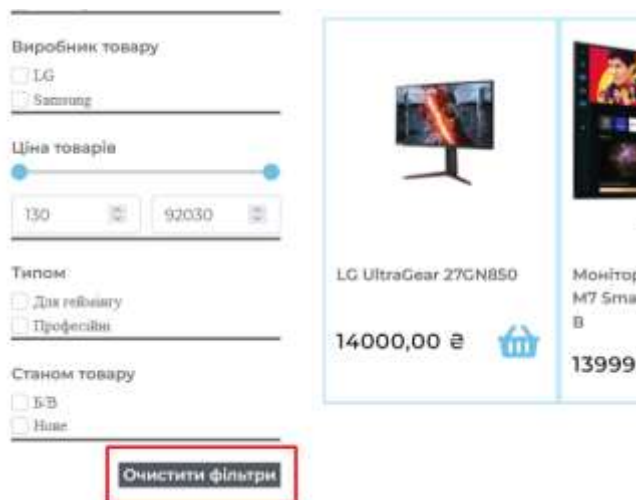 Виробник товару
LG
Samsung
Ціна товарів
130
92030
Типом
Для геймінгу
Професійні
Станом товару
Б/В
Нове
Очистити фільтри
LG UltraGear 27GN850
14000,00 ₴
Монітор
M7 Sma
B
13999